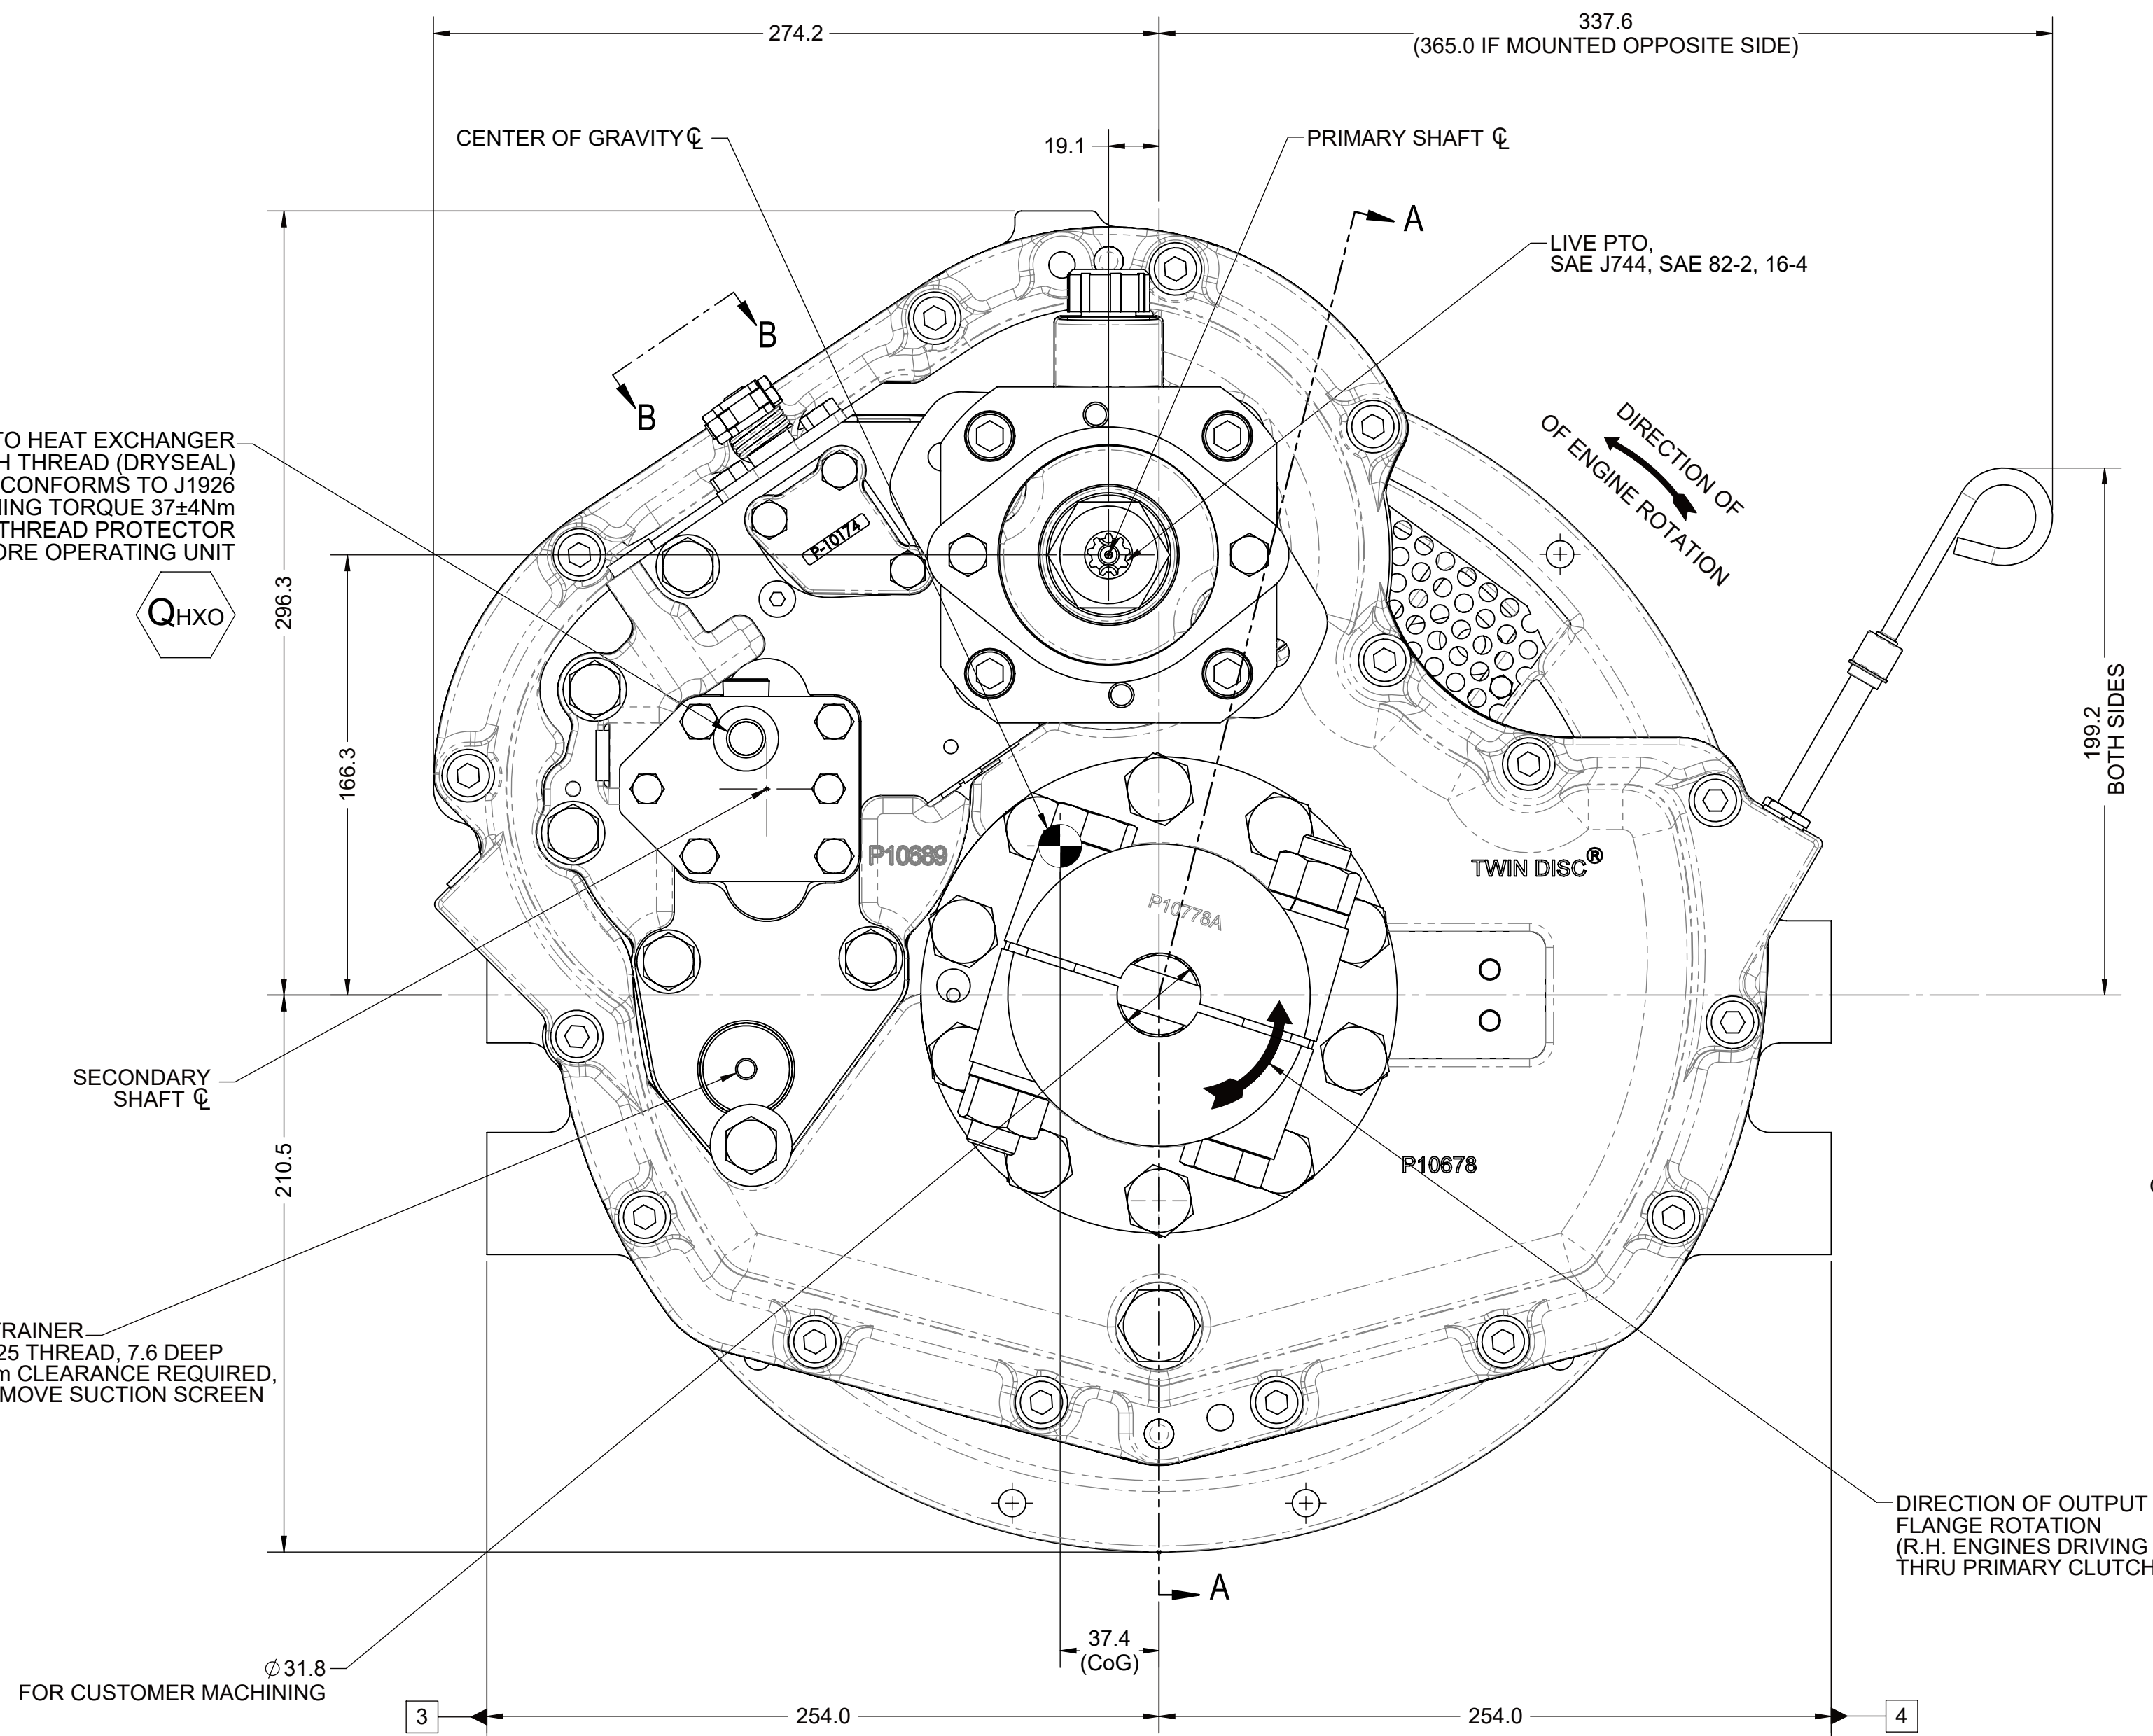 274.2
337.6
(365.0 IF MOUNTED OPPOSITE SIDE)
CENTER OF GRAVITY ℄
19.1
PRIMARY SHAFT ℄
A
LIVE PTO,
SAE J744, SAE 82-2, 16-4
B
B
DIRECTION OF
OF ENGINE ROTATION
TO HEAT EXCHANGER
H THREAD (DRYSEAL)
CONFORMS TO J1926
NING TORQUE 37±4Nm
THREAD PROTECTOR
ORE OPERATING UNIT
QHXO
P-10174
296.3
166.3
199.2
BOTH SIDES
P10689
TWIN DISC®
P10778A
SECONDARY
SHAFT ℄
210.5
P10678
TRAINER
25 THREAD, 7.6 DEEP
m CLEARANCE REQUIRED,
MOVE SUCTION SCREEN
DIRECTION OF OUTPUT
FLANGE ROTATION
(R.H. ENGINES DRIVING
THRU PRIMARY CLUTCH
A
37.4
(CoG)
∅31.8
FOR CUSTOMER MACHINING
3
254.0
254.0
4